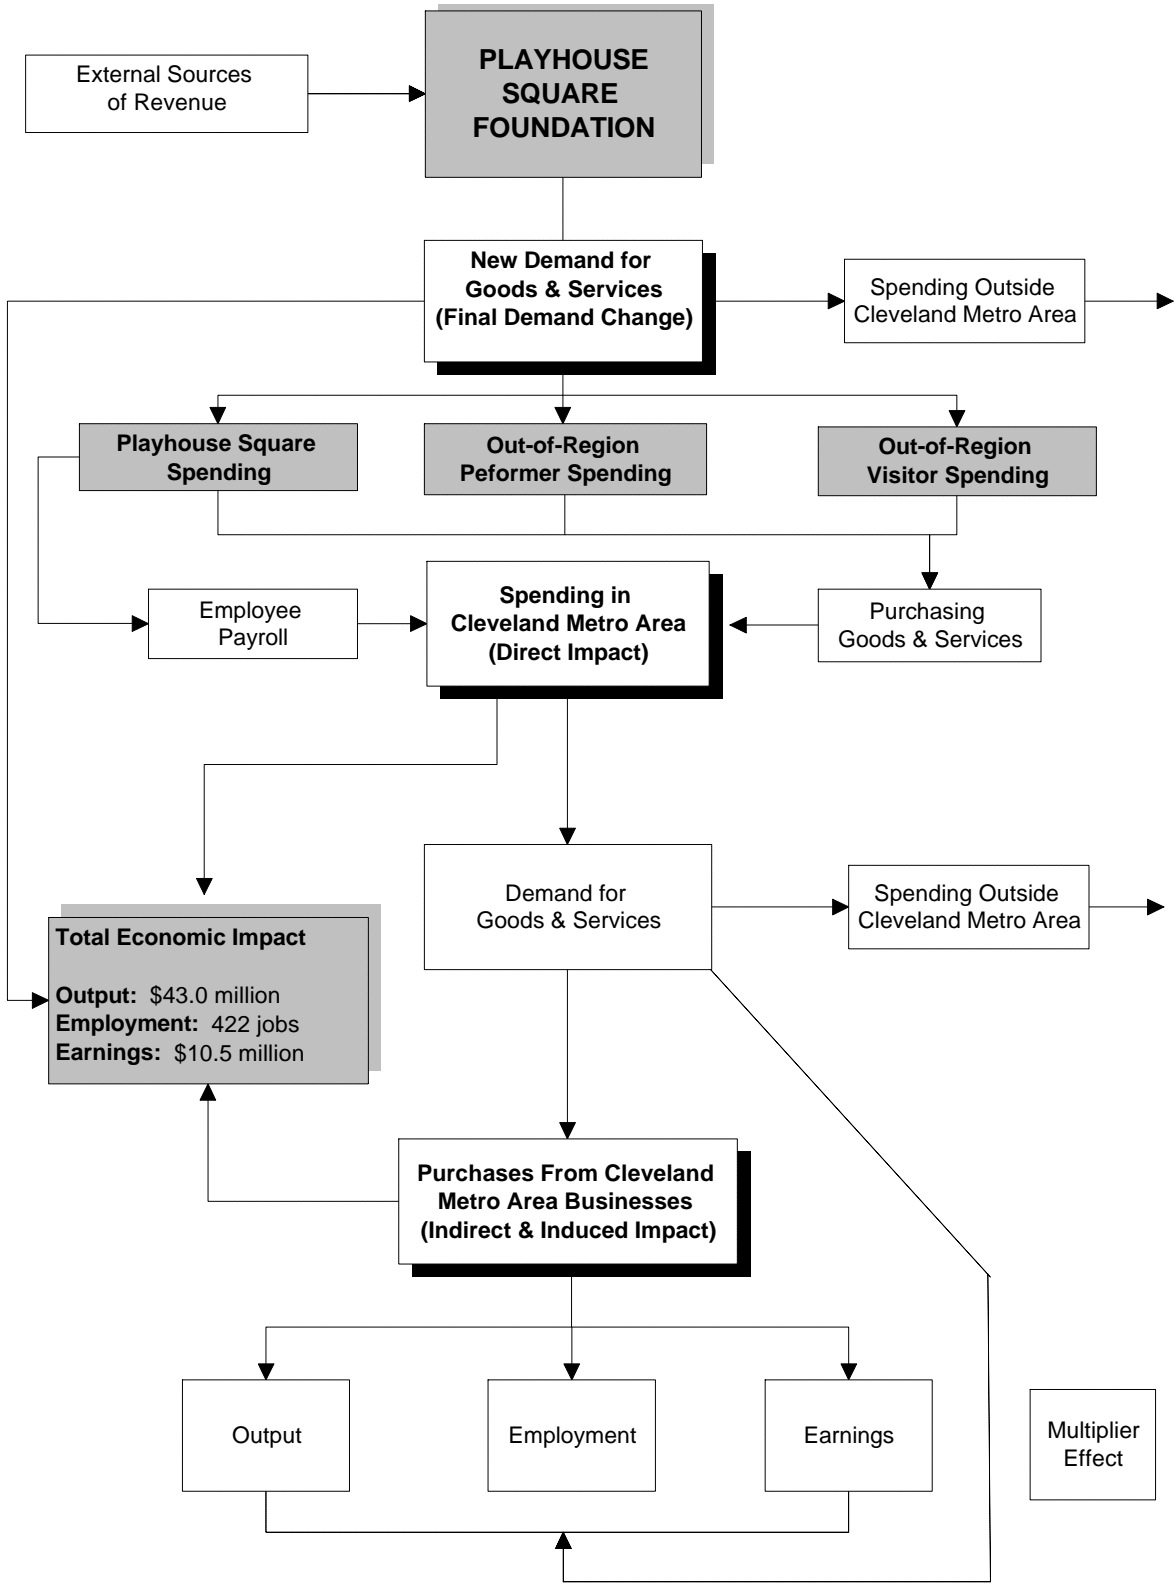 External Sources
of Revenue
PLAYHOUSE
SQUARE
FOUNDATION
New Demand for
Goods & Services
(Final Demand Change)
Spending Outside
Cleveland Metro Area
Playhouse Square
Spending
Out-of-Region
Peformer Spending
Out-of-Region
Visitor Spending
Employee
Payroll
Spending in
Cleveland Metro Area
(Direct Impact)
Purchasing
Goods & Services
Demand for
Goods & Services
Spending Outside
Cleveland Metro Area
Total Economic Impact
Output: $43.0 million
Employment: 422 jobs
Earnings: $10.5 million
Purchases From Cleveland
Metro Area Businesses
(Indirect & Induced Impact)
Output
Employment
Earnings
Multiplier
Effect